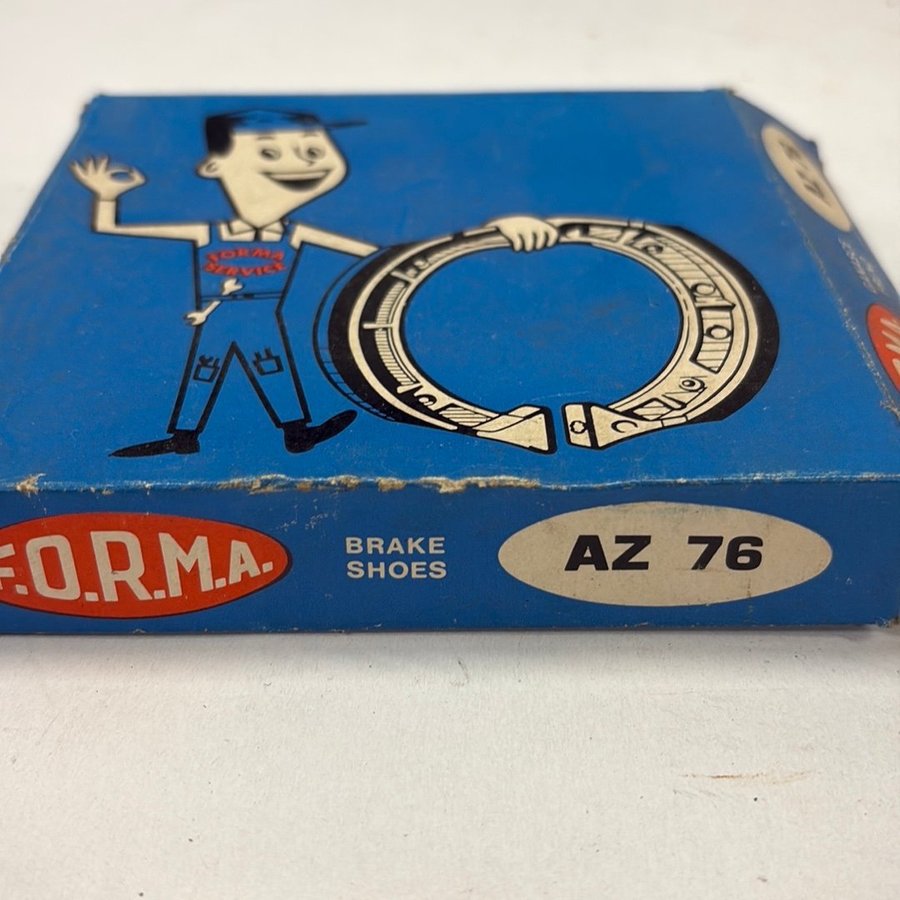 FORMA
SERVICE
F.O.R.M.A.
BRAKE
SHOES
AZ 76